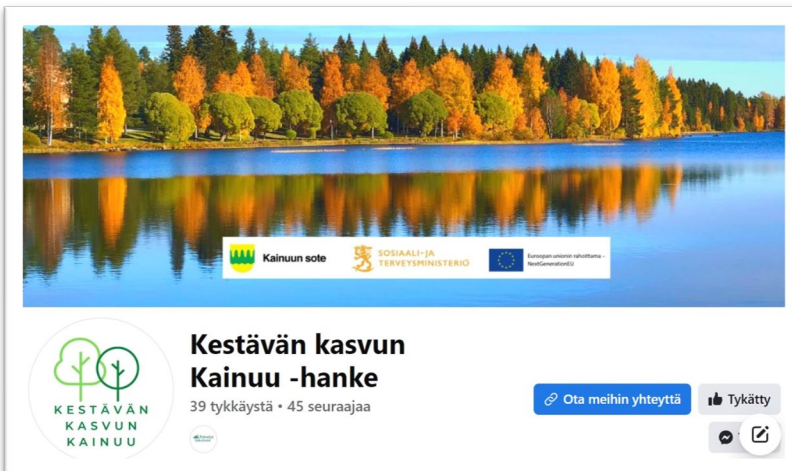 Kainuun sote
SOSIAALI- JA
TERVEYSMINISTERIÖ
Euroopan unionin rahoittama -
NextGenerationEU
KESTÄVÄN
KASVUN
KAINUU
Kestävän kasvun
Kainuu -hanke
39 tykkäystä • 45 seuraajaa
Ota meihin yhteyttä
Tykätty